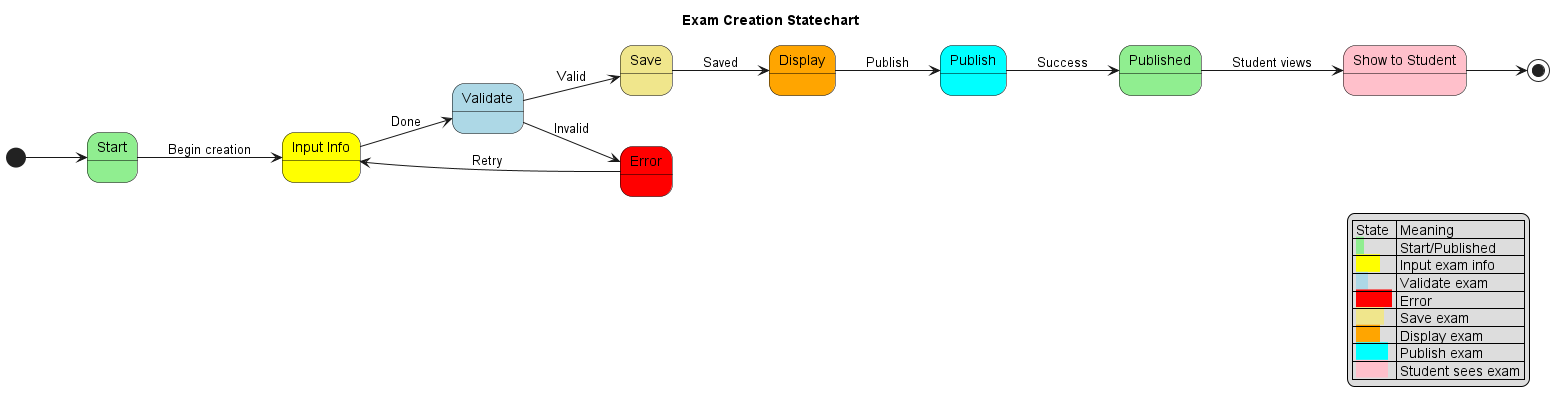 Exam Creation Statechart
Save
Saved
Display
Publish
Publish
Success
Published
Student views
Show to Student
Valid
Validate
Done
Invalid
Start
Begin creation
Input Info
Retry
Error
State Meaning
Start/Published
Input exam info
Validate exam
Error
Save exam
Display exam
Publish exam
Student sees exam